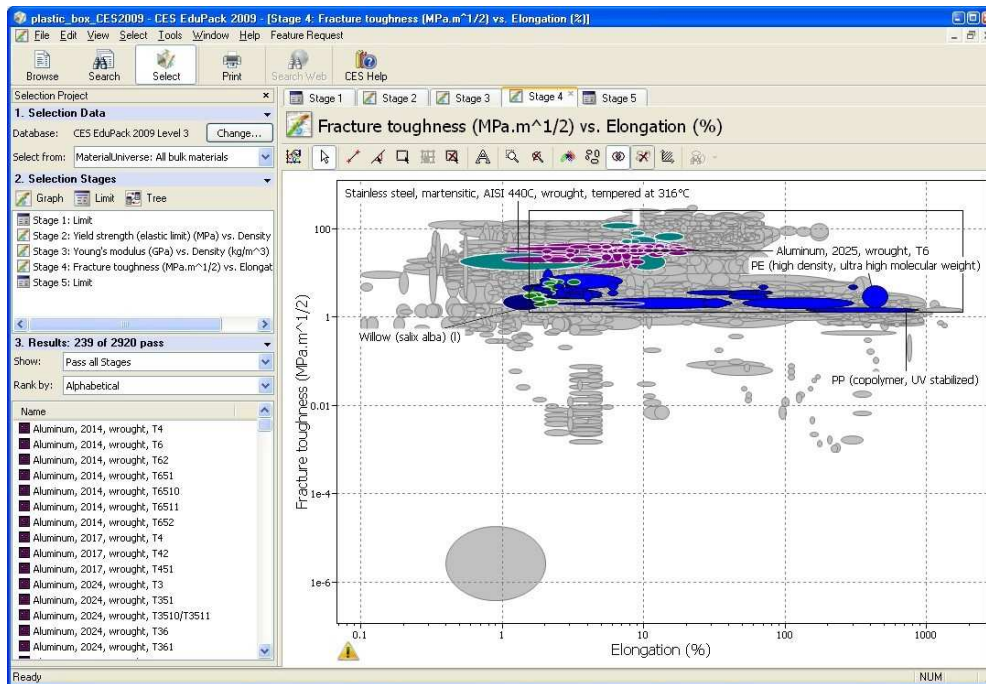 plastic_box_CES2009 - CES EduPack 2009 - [Stage 4: Fracture toughness (MPa.m^1/2) vs. Elongation (%)]
File Edit View Select Tools Window Help Feature Request
Browse Search Select Print Search Web CES Help
Selection Project
1. Selection Data
Database: CES EduPack 2009 Level 3 Change...
Select from: MaterialUniverse: All bulk materials
2. Selection Stages
Graph Limit Tree
Stage 1: Limit
Stage 2: Yield strength (elastic limit) (MPa) vs. Density
Stage 3: Young's modulus (GPa) vs. Density (kg/m^3)
Stage 4: Fracture toughness (MPa.m^1/2) vs. Elongat
Stage 5: Limit
3. Results: 239 of 2920 pass
Show: Pass all Stages
Rank by: Alphabetical
Name
Aluminum, 2014, wrought, T4
Aluminum, 2014, wrought, T6
Aluminum, 2014, wrought, T62
Aluminum, 2014, wrought, T651
Aluminum, 2014, wrought, T6510
Aluminum, 2014, wrought, T6511
Aluminum, 2014, wrought, T652
Aluminum, 2017, wrought, T4
Aluminum, 2017, wrought, T42
Aluminum, 2017, wrought, T451
Aluminum, 2024, wrought, T3
Aluminum, 2024, wrought, T351
Aluminum, 2024, wrought, T3510/T3511
Aluminum, 2024, wrought, T36
Aluminum, 2024, wrought, T361
Stage 1 Stage 2 Stage 3 Stage 4 Stage 5
Fracture toughness (MPa.m^1/2) vs. Elongation (%)
Stainless steel, martensitic, AISI 440C, wrought, tempered at 316°C
Aluminum, 2025, wrought, T6
PE (high density, ultra high molecular weight)
Willow (salix alba) (l)
PP (copolymer, UV stabilized)
Fracture toughness (MPa.m^1/2)
100
1
0.01
1e-4
1e-6
0.1 1 10 100 1000
Elongation (%)
Ready NUM